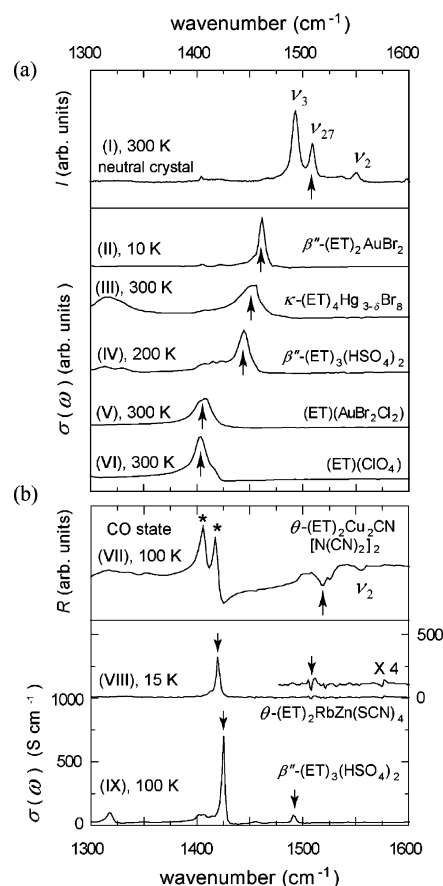 wavenumber (cm⁻¹)
1300 1400 1500 1600
(a)
I (arb. units)
(I), 300 K
neutral crystal
ν₃
ν₂₇
ν₂
σ(ω) (arb. units)
(II), 10 K
β″-(ET)₂AuBr₂
(III), 300 K
κ-(ET)₄Hg₃₋δBr₈
(IV), 200 K
β″-(ET)₃(HSO₄)₂
(V), 300 K
(ET)(AuBr₂Cl₂)
(VI), 300 K
(ET)(ClO₄)
(b)
R (arb. units)
CO state
(VII), 100 K
* *
θ-(ET)₂Cu₂CN
[N(CN)₂]₂
ν₂
500
(VIII), 15 K
X 4
0
θ-(ET)₂RbZn(SCN)₄
σ(ω) (S cm⁻¹)
1000
500
0
(IX), 100 K
β″-(ET)₃(HSO₄)₂
1300 1400 1500 1600
wavenumber (cm⁻¹)